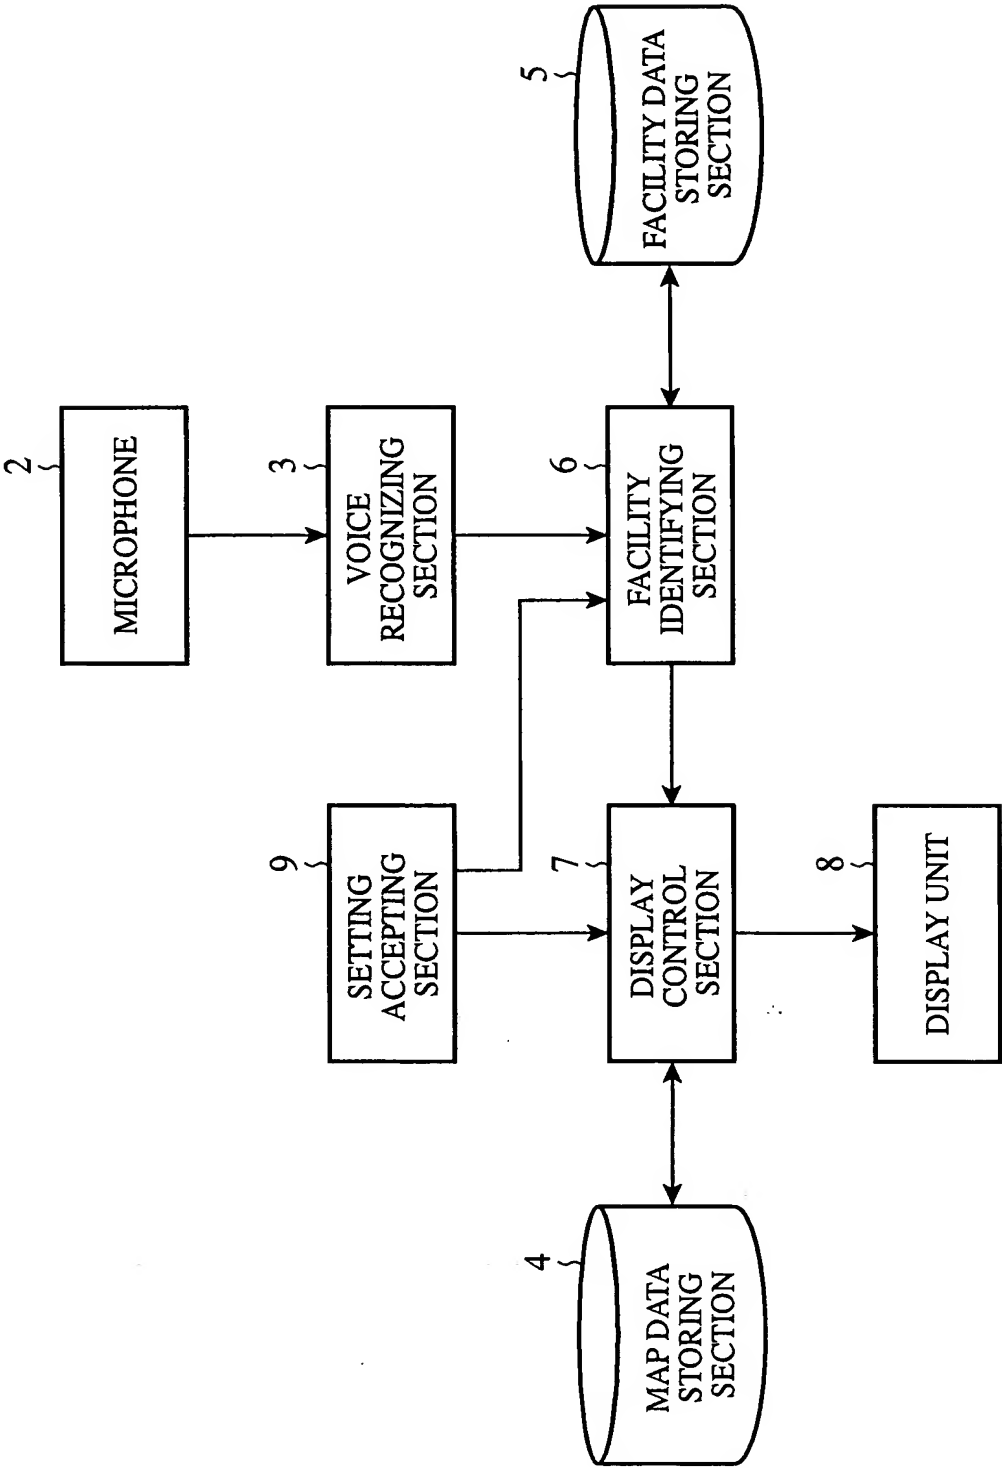 2
MICROPHONE
9
SETTING
ACCEPTING
SECTION
3
VOICE
RECOGNIZING
SECTION
4
MAP DATA
STORING
SECTION
7
DISPLAY
CONTROL
SECTION
6
FACILITY
IDENTIFYING
SECTION
5
FACILITY DATA
STORING
SECTION
8
DISPLAY UNIT